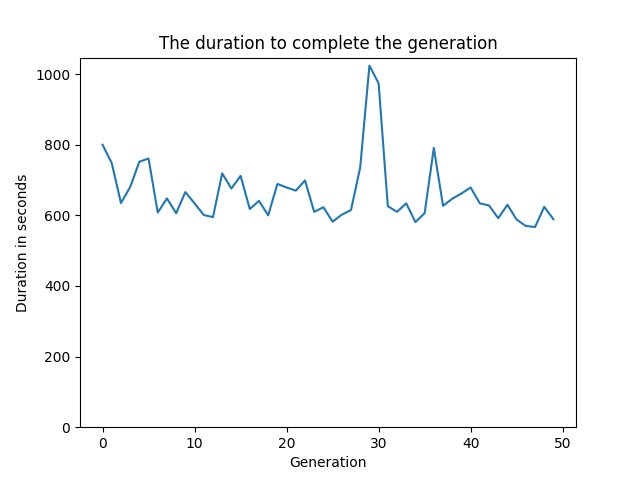 The duration to complete the generation
1000
800
600
400
200
0
Duration in seconds
0 10 20 30 40 50
Generation